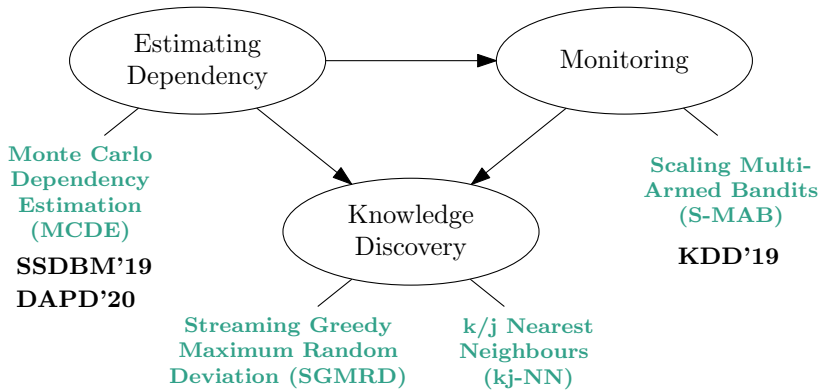 Estimating
Dependency
Monitoring
Monte Carlo
Dependency
Estimation
(MCDE)
SSDBM'19
DAPD'20
Scaling Multi-
Armed Bandits
(S-MAB)
KDD'19
Knowledge
Discovery
Streaming Greedy
Maximum Random
Deviation (SGMRD)
k/j Nearest
Neighbours
(kj-NN)